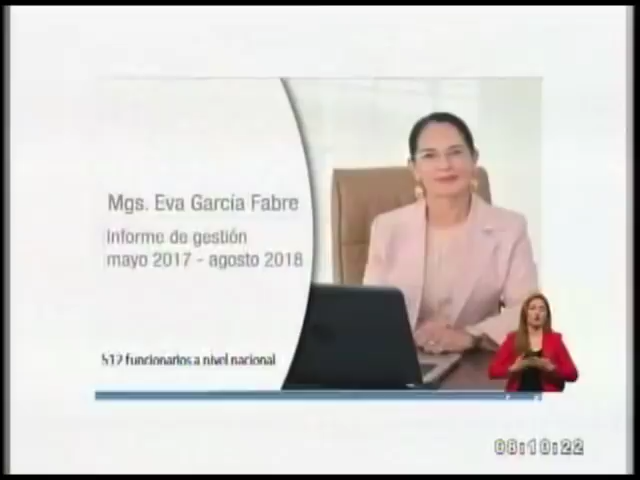 Mgs. Eva García Fabre
Informe de gestión
mayo 2017 - agosto 2018
512 funcionarios a nivel nacional
08:10:22